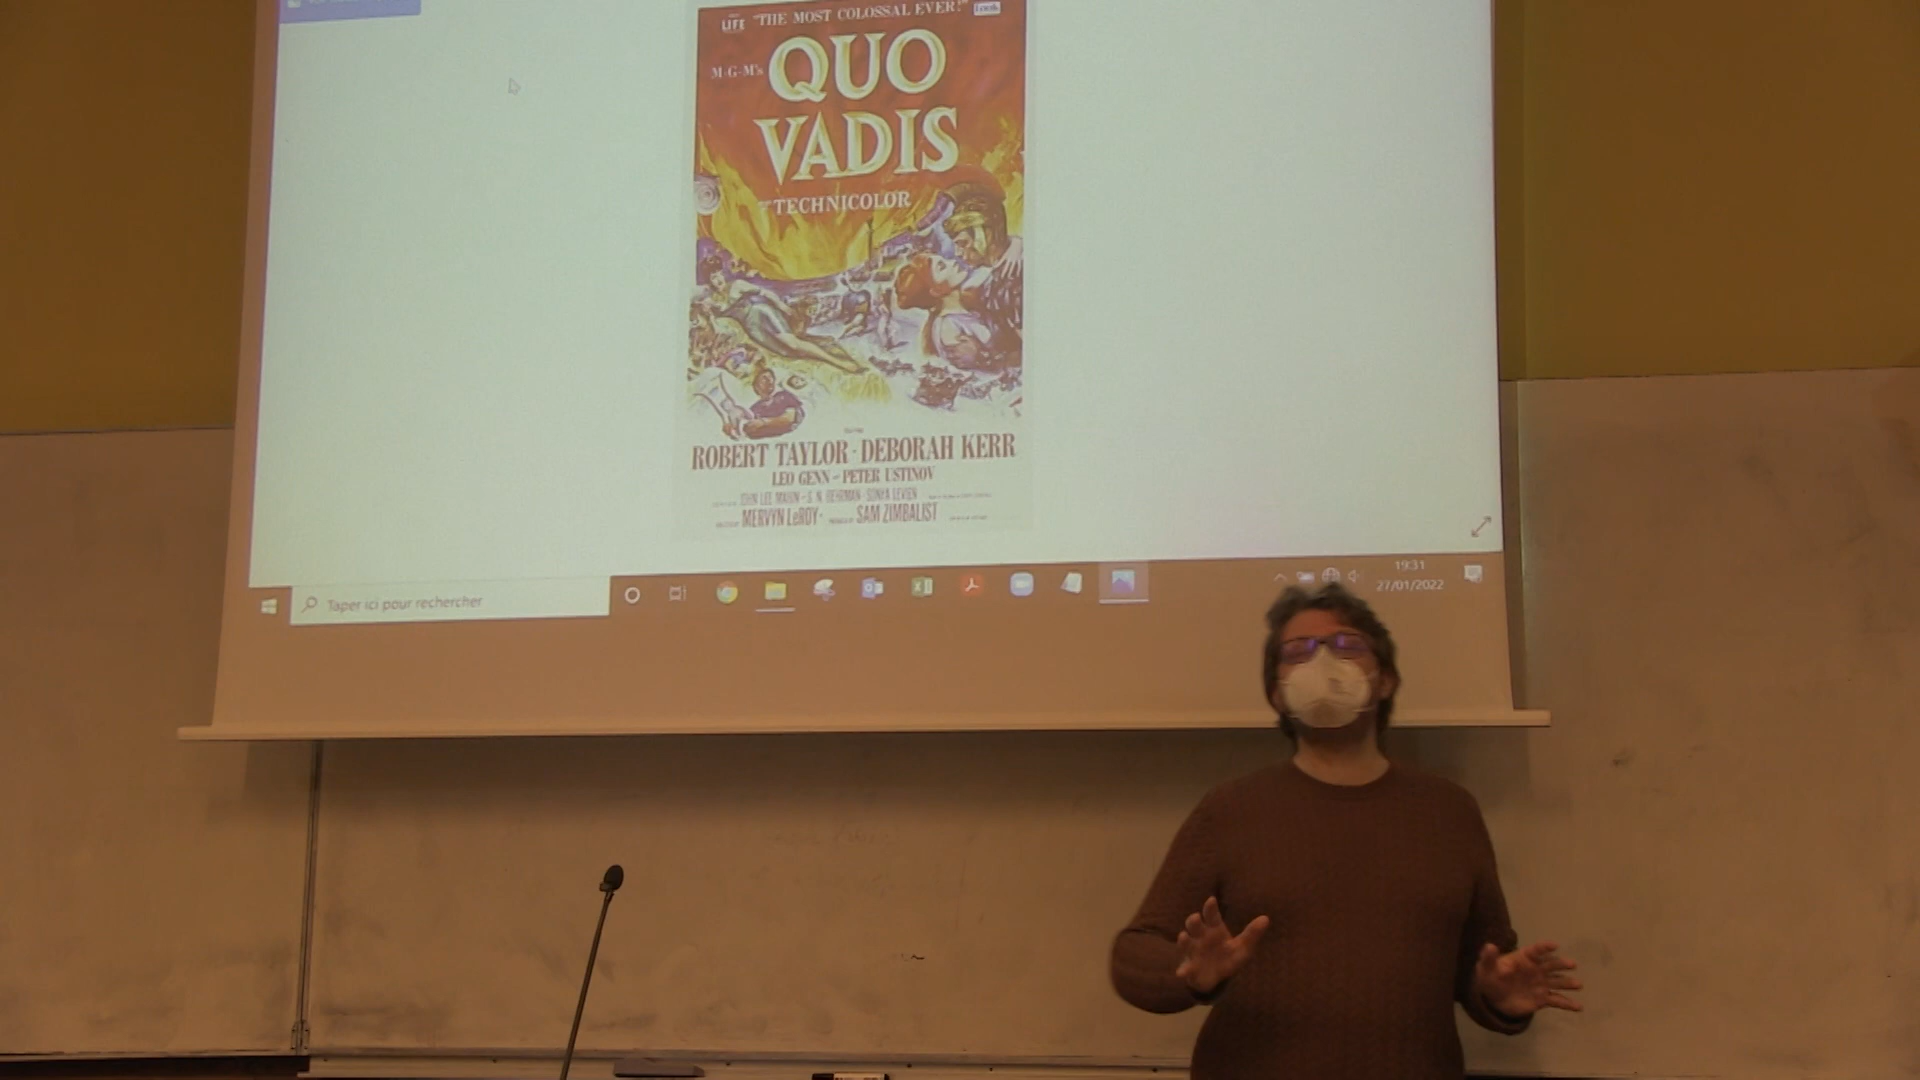 LIFE "THE MOST COLOSSAL EVER!" Look
M-G-M's QUO
VADIS
TECHNICOLOR
ROBERT TAYLOR · DEBORAH KERR
LEO GENN and PETER USTINOV
JOHN LEE MAHIN - S. N. BEHRMAN · SONYA LEVIEN
MERVYN LeROY · SAM ZIMBALIST
Taper ici pour rechercher
19:31
27/01/2022